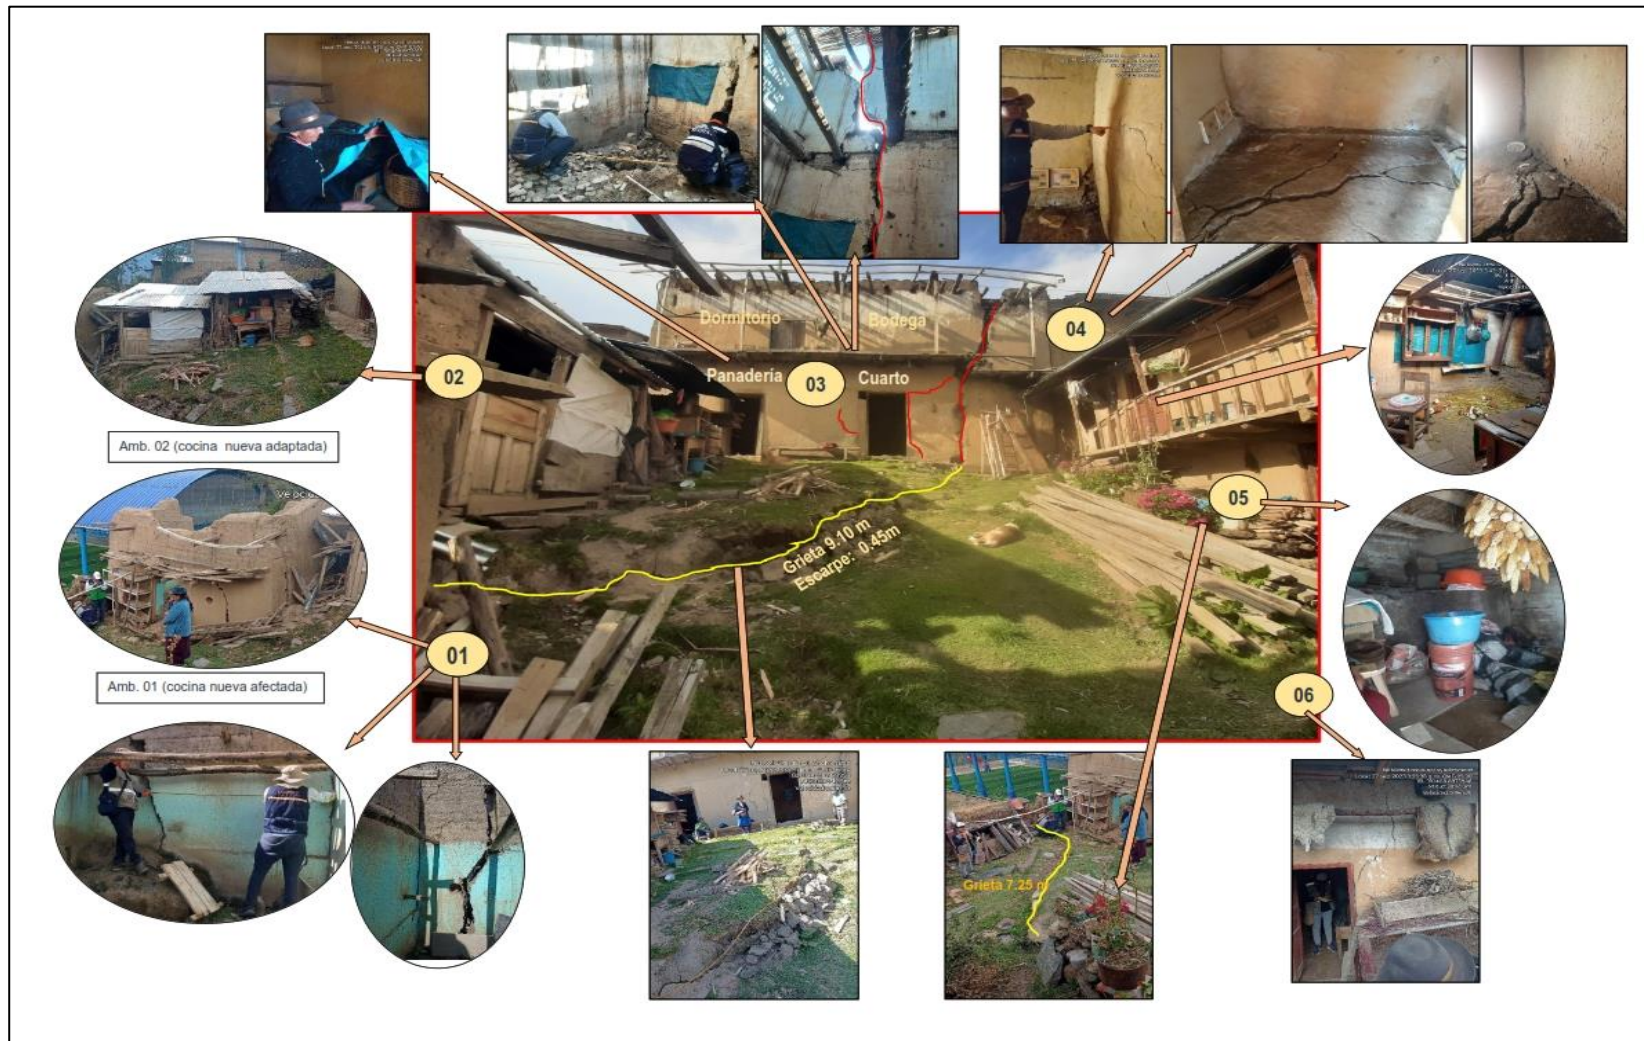 Dormitorio
Bodega
04
02
Panadería
03
Cuarto
Amb. 02 (cocina nueva adaptada)
05
Grieta 9.10 m
Escarpe: 0.45m
01
Amb. 01 (cocina nueva afectada)
06
Grieta 7.25 m